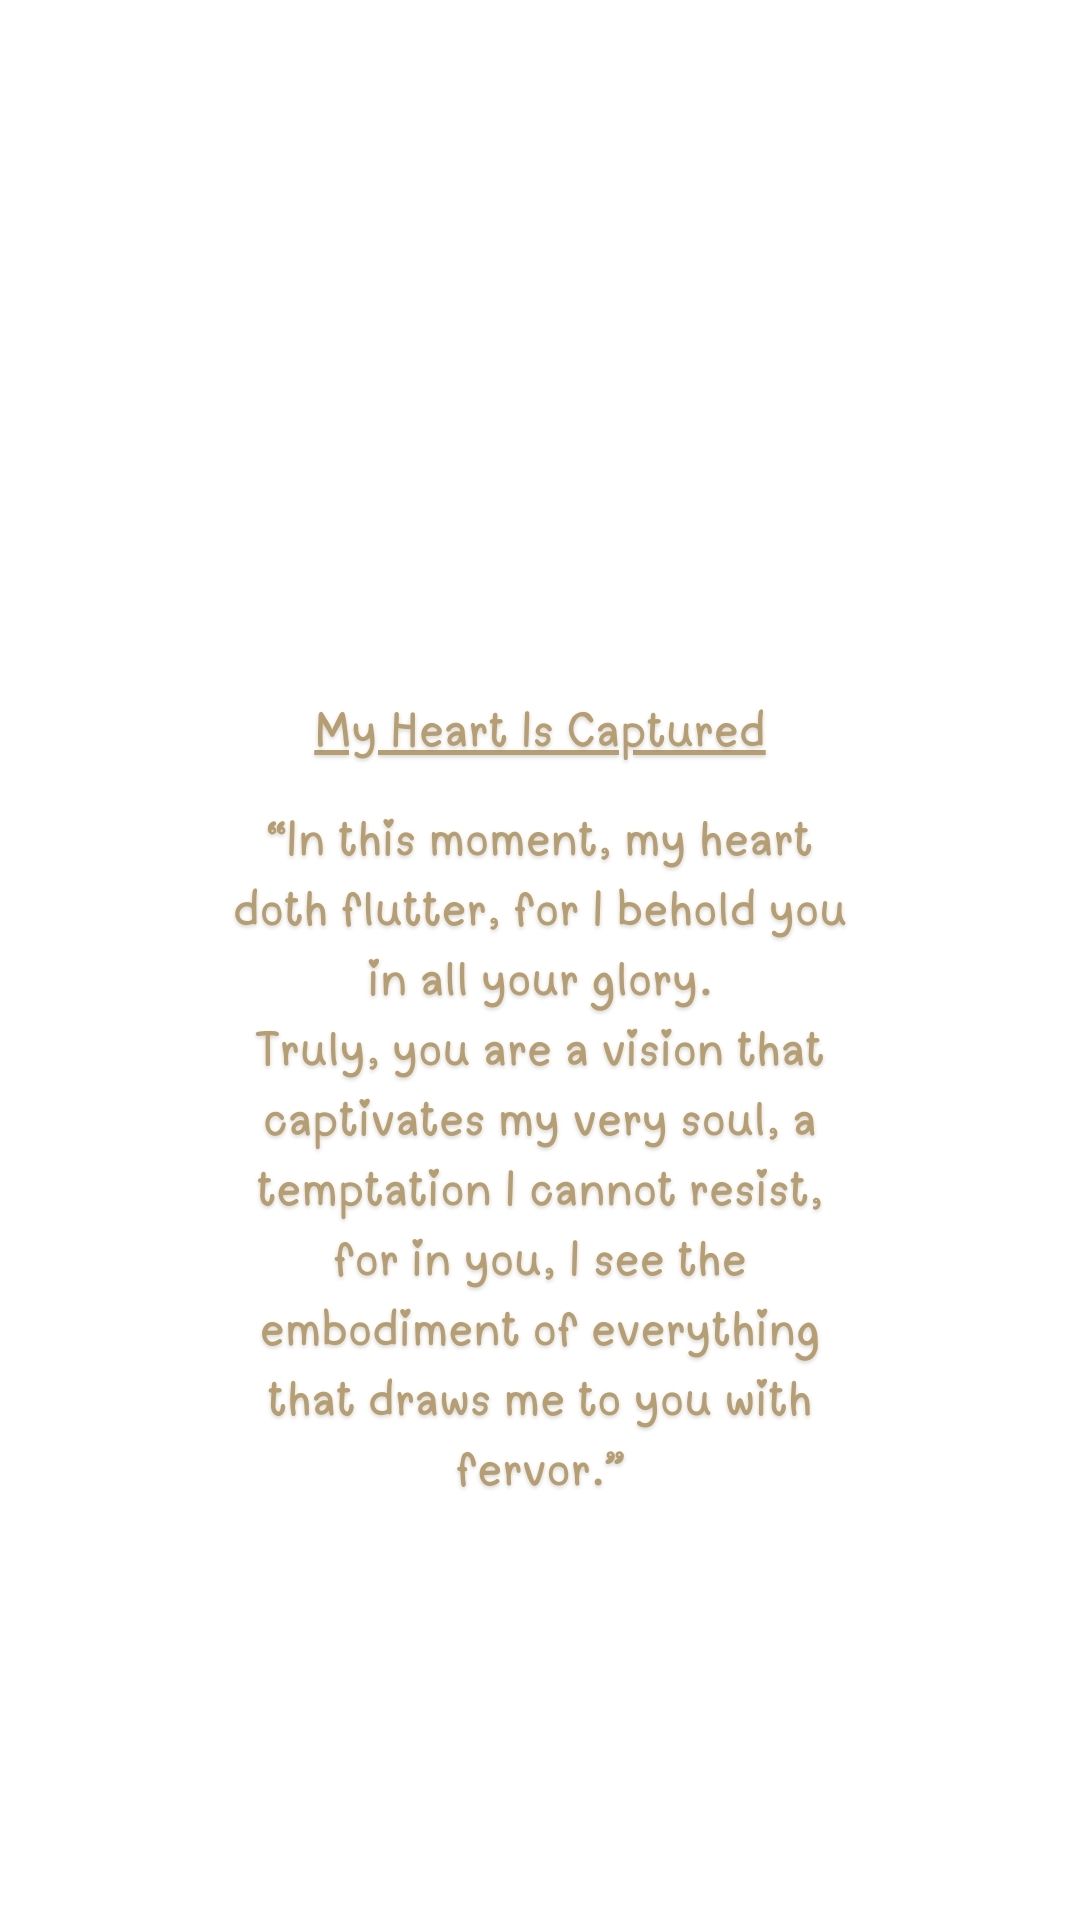 My Heart Is Captured
“In this moment, my heart
doth flutter, for I behold you
in all your glory.
Truly, you are a vision that
captivates my very soul, a
temptation I cannot resist,
for in you, I see the
embodiment of everything
that draws me to you with
fervor.”